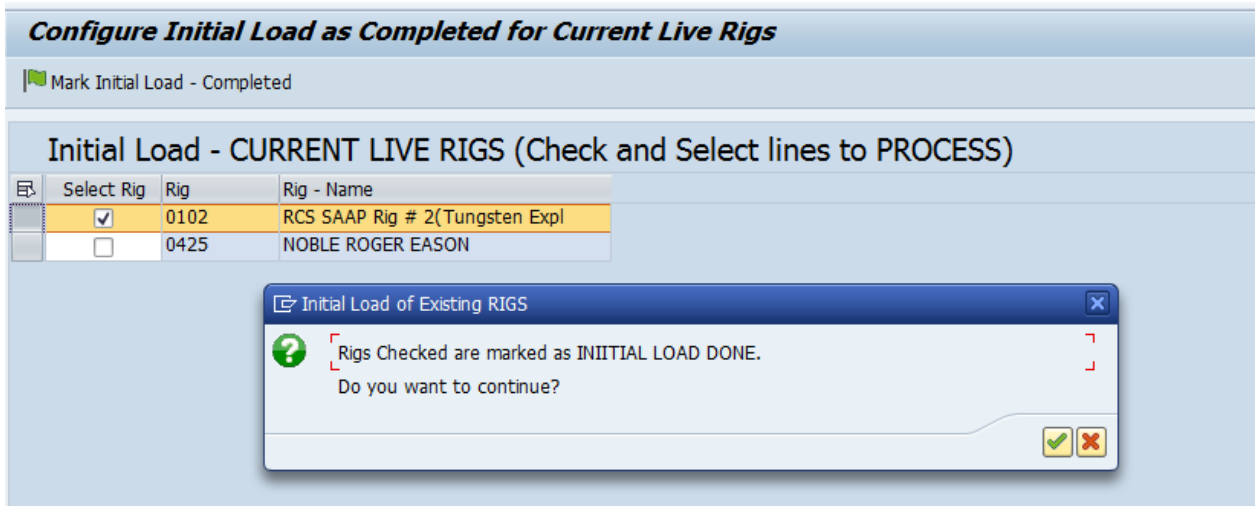 Configure Initial Load as Completed for Current Live Rigs
Mark Initial Load - Completed
Initial Load - CURRENT LIVE RIGS (Check and Select lines to PROCESS)
Select Rig Rig Rig - Name
0102 RCS SAAP Rig # 2(Tungsten Expl
0425 NOBLE ROGER EASON
Initial Load of Existing RIGS
Rigs Checked are marked as INIITIAL LOAD DONE.
Do you want to continue?